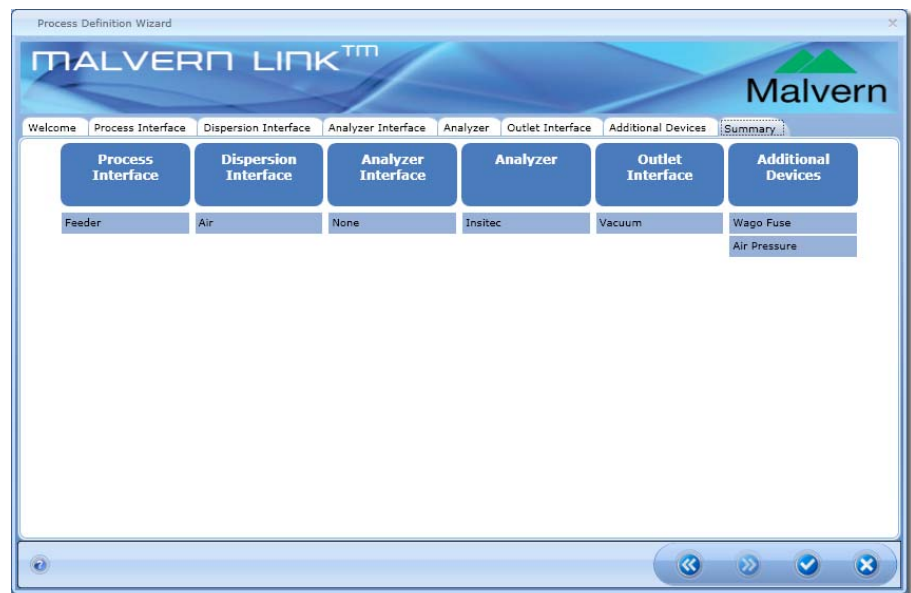 Process Definition Wizard
MALVERN LINK™
Malvern
Welcome Process Interface Dispersion Interface Analyzer Interface Analyzer Outlet Interface Additional Devices Summary
Process Interface Dispersion Interface Analyzer Interface Analyzer Outlet Interface Additional Devices
Feeder Air None Insitec Vacuum Wago Fuse
Air Pressure